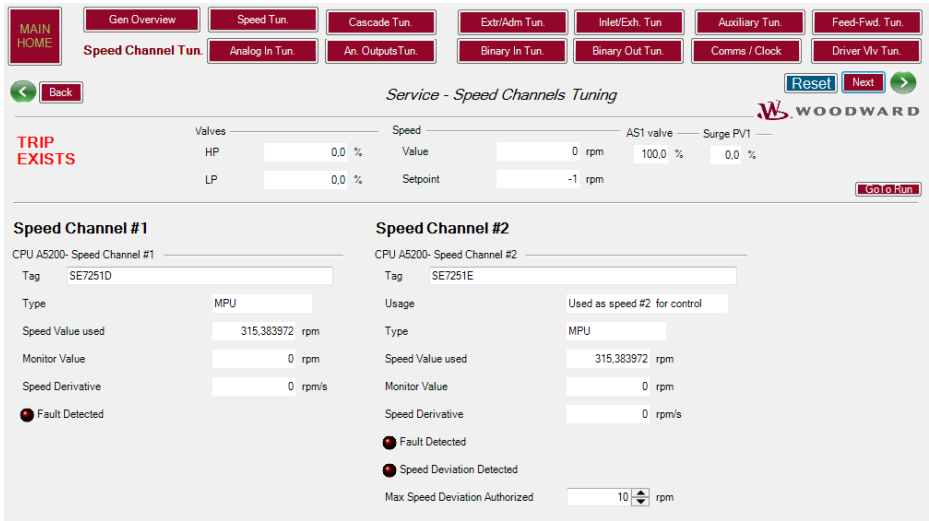 MAIN HOME
Gen Overview
Speed Tun.
Cascade Tun.
Extr/Adm Tun.
Inlet/Exh. Tun
Auxiliary Tun.
Feed-Fwd. Tun.
Speed Channel Tun.
Analog In Tun.
An. OutputsTun.
Binary In Tun.
Binary Out Tun.
Comms / Clock
Driver Vlv Tun.
Back
Service - Speed Channels Tuning
Reset
Next
WOODWARD
TRIP EXISTS
Valves
Speed
AS1 valve
Surge PV1
HP 0,0 %
Value 0 rpm
100,0 %
0,0 %
LP 0,0 %
Setpoint -1 rpm
GoTo Run
Speed Channel #1
CPU A5200- Speed Channel #1
Tag SE7251D
Type MPU
Speed Value used 315,383972 rpm
Monitor Value 0 rpm
Speed Derivative 0 rpm/s
Fault Detected
Speed Channel #2
CPU A5200- Speed Channel #2
Tag SE7251E
Usage Used as speed #2 for control
Type MPU
Speed Value used 315,383972 rpm
Monitor Value 0 rpm
Speed Derivative 0 rpm/s
Fault Detected
Speed Deviation Detected
Max Speed Deviation Authorized 10 rpm